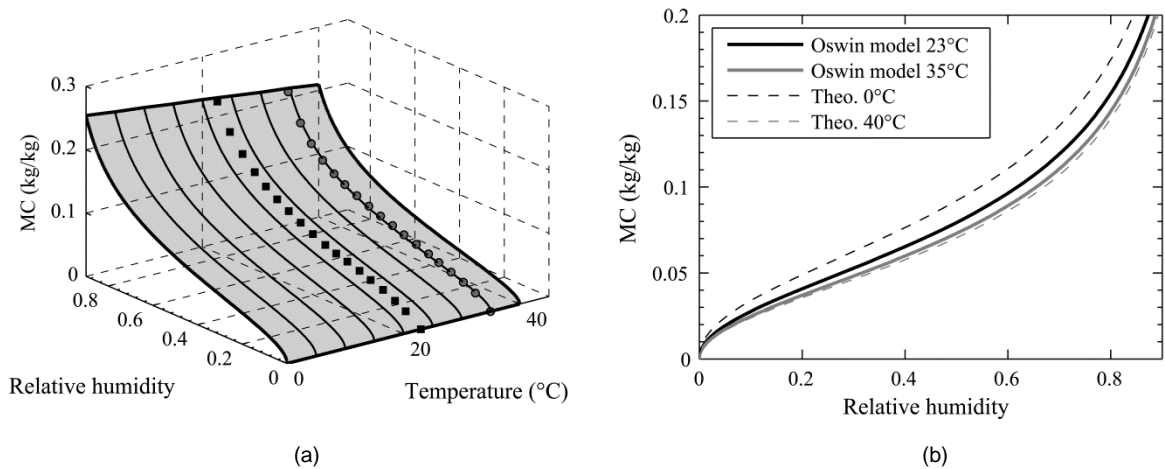 0.3
0.2
0.1
0
MC (kg/kg)
0.8
0.6
0.4
0.2
0
Relative humidity
0
20
40
Temperature (°C)
(a)
0.2
0.15
0.1
0.05
0
MC (kg/kg)
Oswin model 23°C
Oswin model 35°C
Theo. 0°C
Theo. 40°C
0
0.2
0.4
0.6
0.8
Relative humidity
(b)